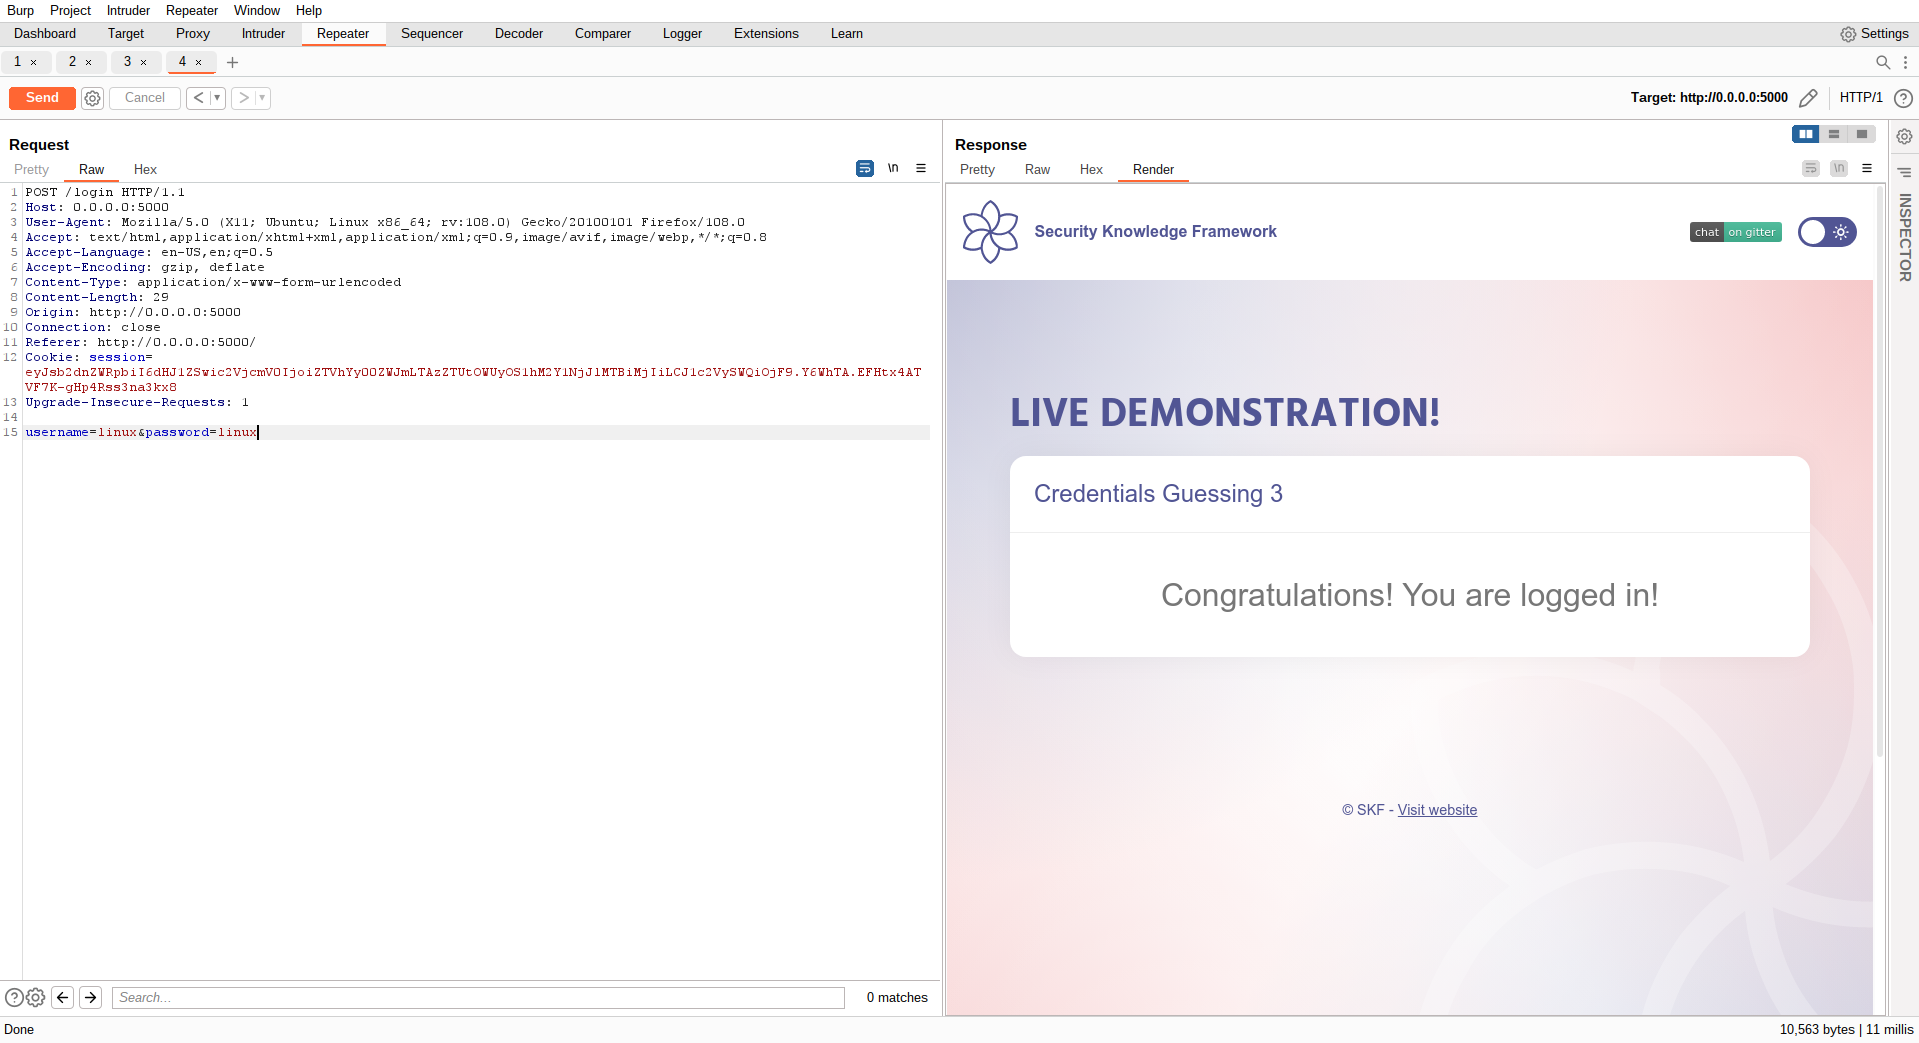 Burp Project Intruder Repeater Window Help
Dashboard Target Proxy Intruder Repeater Sequencer Decoder Comparer Logger Extensions Learn Settings
1 × 2 × 3 × 4 × +
Send Cancel < > Target: http://0.0.0.0:5000 HTTP/1 ?
Request
Pretty Raw Hex \n
1 POST /login HTTP/1.1
2 Host: 0.0.0.0:5000
3 User-Agent: Mozilla/5.0 (X11; Ubuntu; Linux x86_64; rv:108.0) Gecko/20100101 Firefox/108.0
4 Accept: text/html,application/xhtml+xml,application/xml;q=0.9,image/avif,image/webp,*/*;q=0.8
5 Accept-Language: en-US,en;q=0.5
6 Accept-Encoding: gzip, deflate
7 Content-Type: application/x-www-form-urlencoded
8 Content-Length: 29
9 Origin: http://0.0.0.0:5000
10 Connection: close
11 Referer: http://0.0.0.0:5000/
12 Cookie: session=
13 Upgrade-Insecure-Requests: 1
14
15 username=linux&password=linux
? Search... 0 matches
Response
Pretty Raw Hex Render \n
Security Knowledge Framework
chat on gitter
LIVE DEMONSTRATION!
Credentials Guessing 3
Congratulations! You are logged in!
© SKF - Visit website
INSPECTOR
Done
10,563 bytes | 11 millis